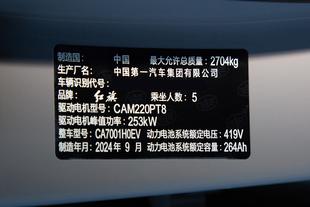 制造国：中国 最大允许总质量：2704kg
生产厂名：中国第一汽车集团有限公司
车辆识别代号：
品牌：红旗 乘坐人数：5
驱动电机型号：CAM220PT8
驱动电机峰值功率：253kW
整车型号：CA7001H0EV 动力电池系统额定电压：419V
制造年月：2024年9月 动力电池系统额定容量：264Ah